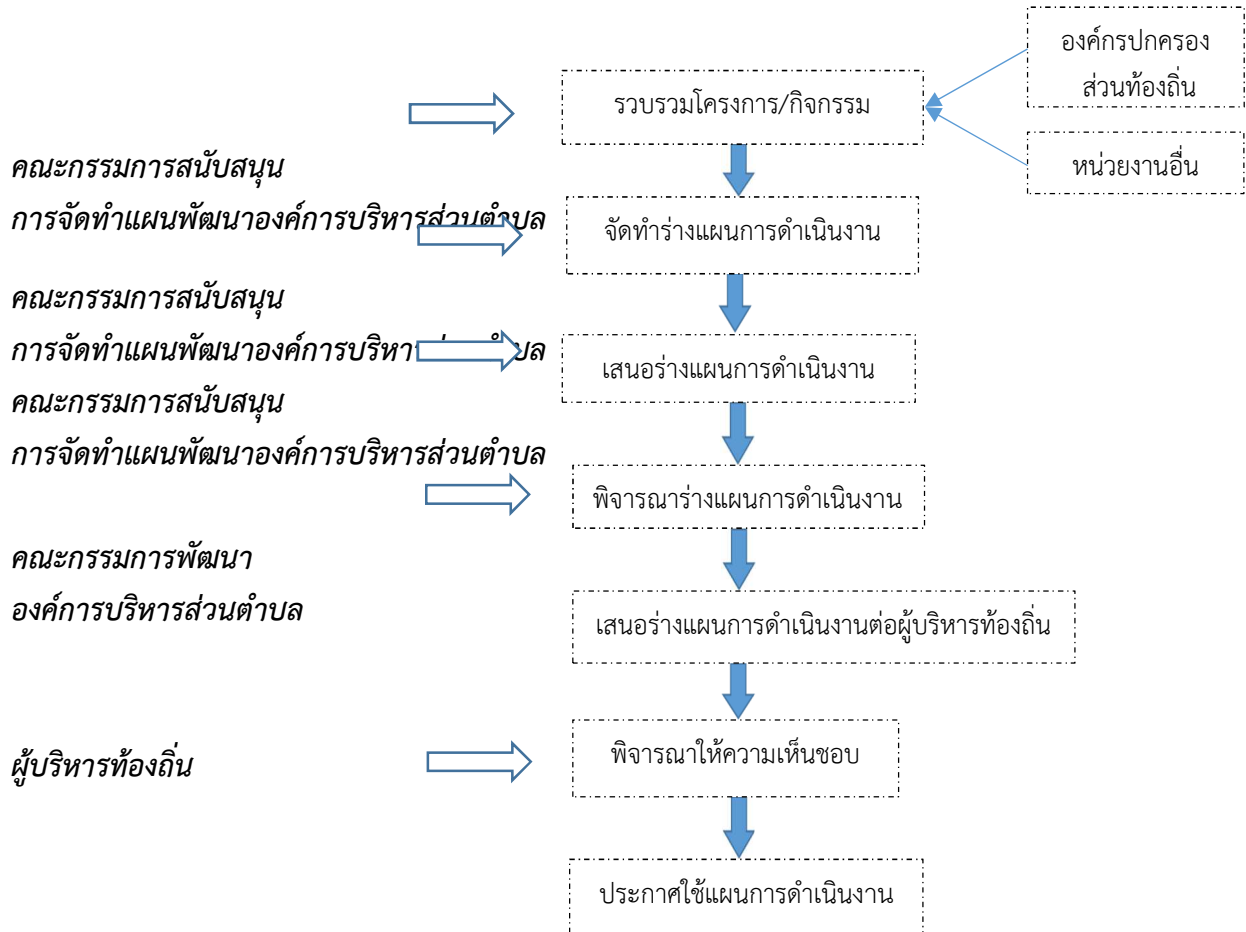 องค์กรปกครอง
ส่วนท้องถิ่น
รวบรวมโครงการ/กิจกรรม
หน่วยงานอื่น
คณะกรรมการสนับสนุน
การจัดทำแผนพัฒนาองค์การบริหารส่วนตำบล
จัดทำร่างแผนการดำเนินงาน
คณะกรรมการสนับสนุน
การจัดทำแผนพัฒนาองค์การบริหารส่วนตำบล
เสนอร่างแผนการดำเนินงาน
คณะกรรมการสนับสนุน
การจัดทำแผนพัฒนาองค์การบริหารส่วนตำบล
พิจารณาร่างแผนการดำเนินงาน
คณะกรรมการพัฒนา
องค์การบริหารส่วนตำบล
เสนอร่างแผนการดำเนินงานต่อผู้บริหารท้องถิ่น
พิจารณาให้ความเห็นชอบ
ผู้บริหารท้องถิ่น
ประกาศใช้แผนการดำเนินงาน